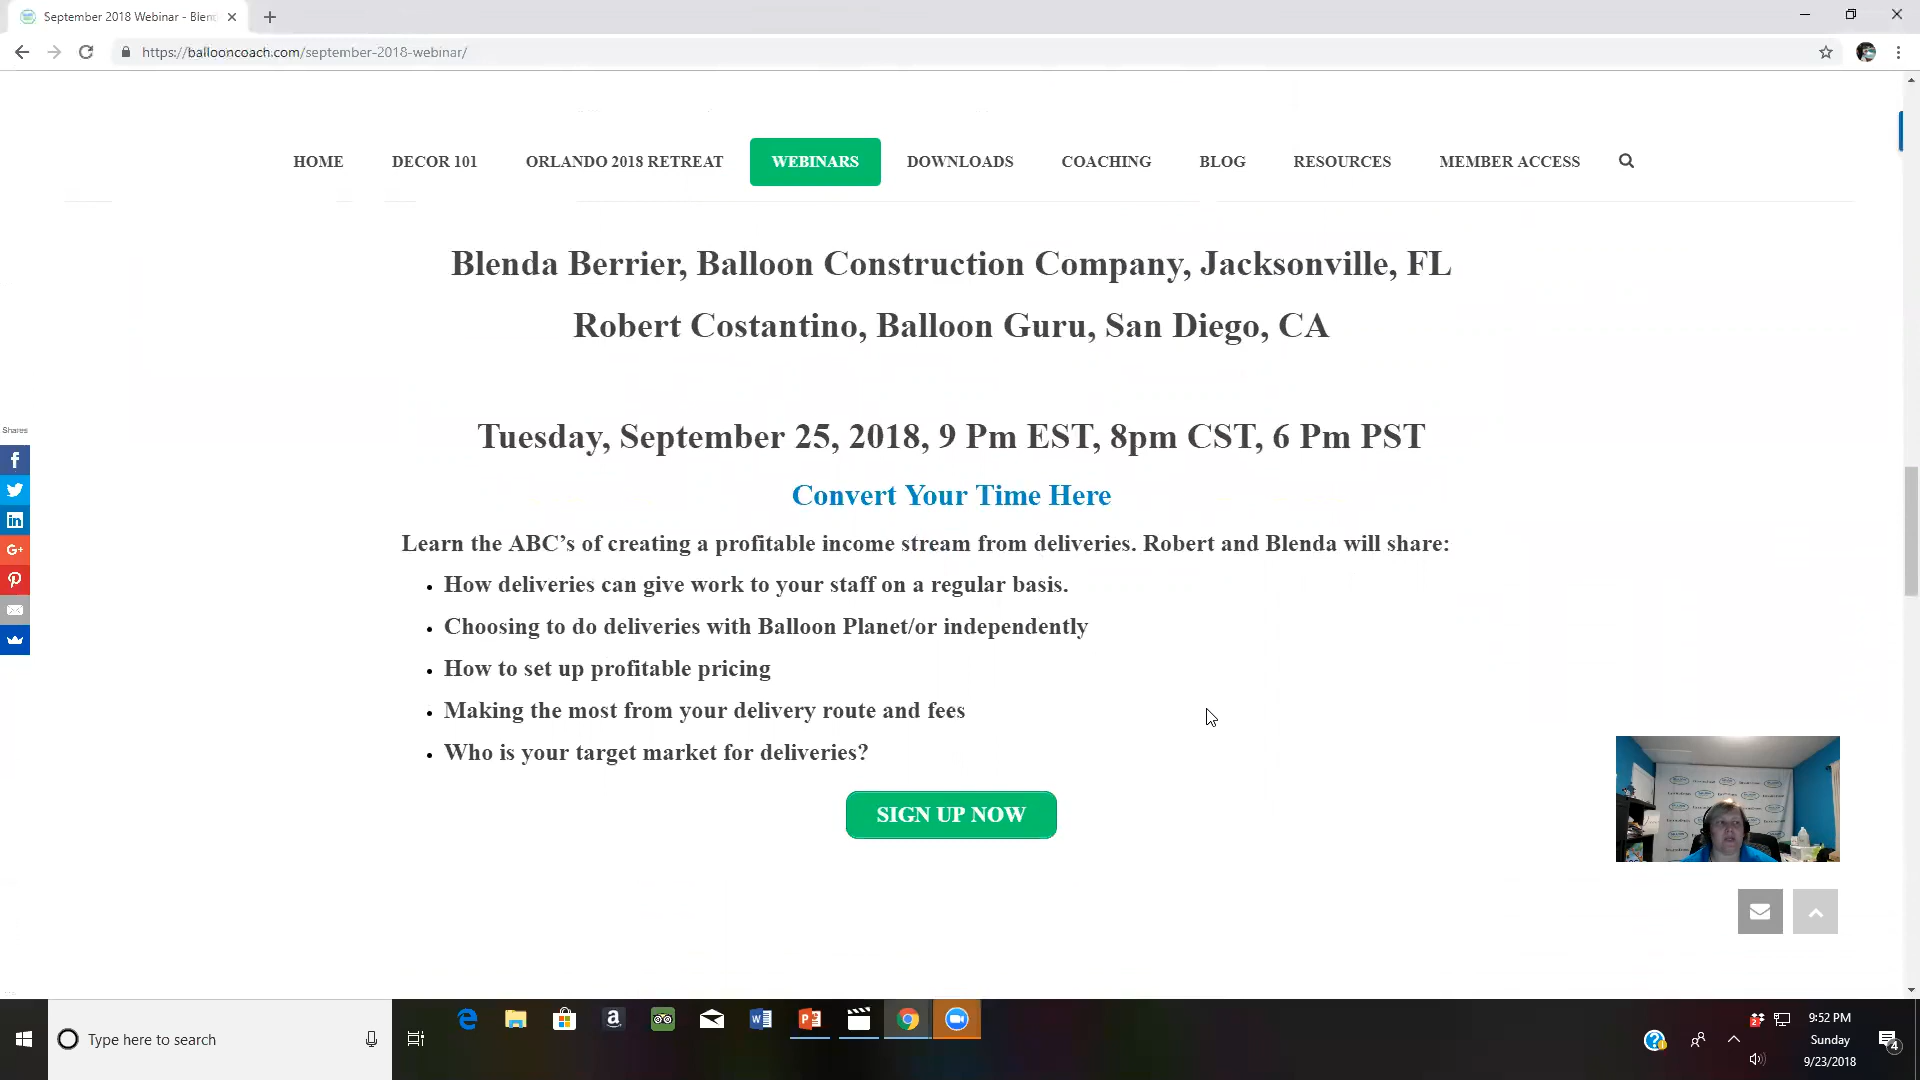 September 2018 Webinar - Blen
https://ballooncoach.com/september-2018-webinar/
HOME DECOR 101 ORLANDO 2018 RETREAT WEBINARS DOWNLOADS COACHING BLOG RESOURCES MEMBER ACCESS
Blenda Berrier, Balloon Construction Company, Jacksonville, FL
Robert Costantino, Balloon Guru, San Diego, CA
Tuesday, September 25, 2018, 9 Pm EST, 8pm CST, 6 Pm PST
Convert Your Time Here
Learn the ABC’s of creating a profitable income stream from deliveries. Robert and Blenda will share:
• How deliveries can give work to your staff on a regular basis.
• Choosing to do deliveries with Balloon Planet/or independently
• How to set up profitable pricing
• Making the most from your delivery route and fees
• Who is your target market for deliveries?
SIGN UP NOW
Shares
Type here to search
9:52 PM
Sunday
9/23/2018
4